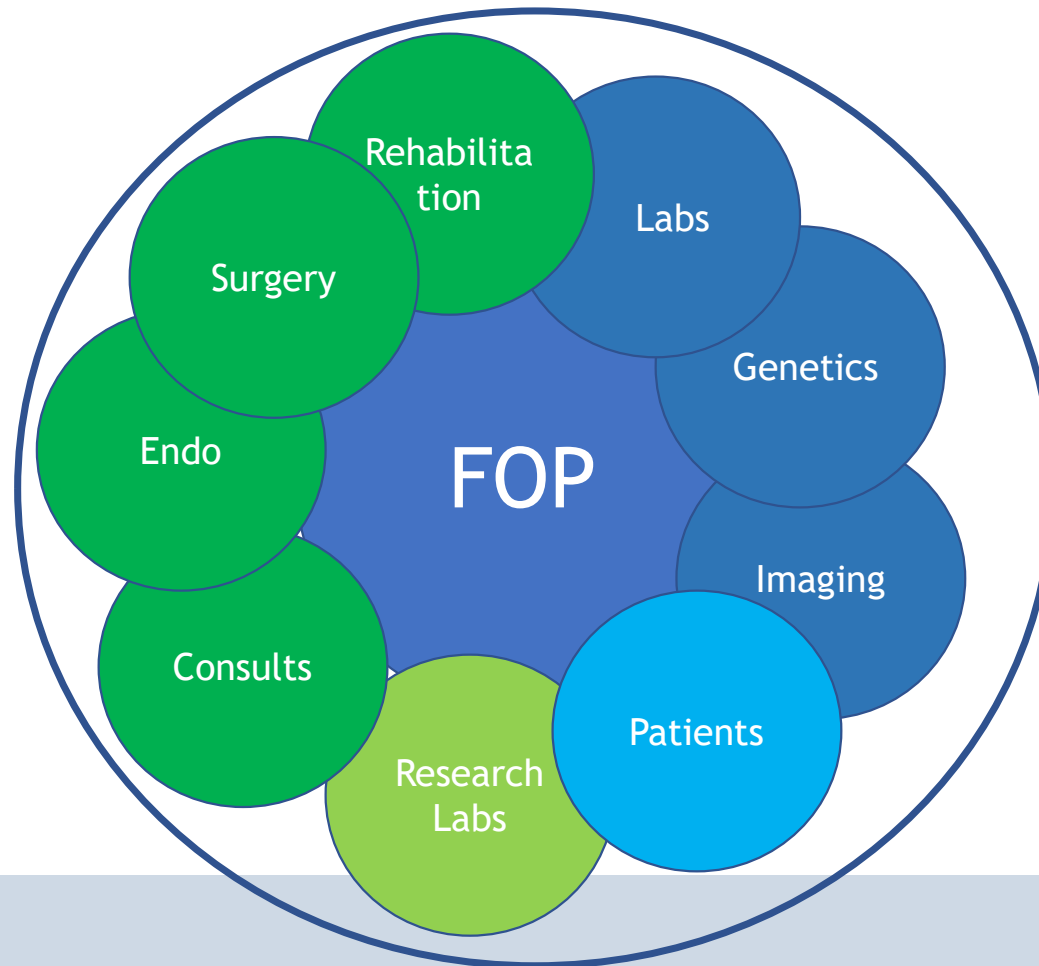 Rehabilita
tion
Labs
Surgery
Genetics
Endo
FOP
Imaging
Consults
Patients
Research
Labs